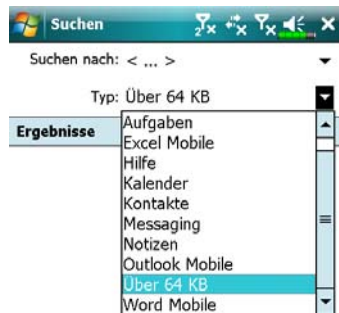 Suchen
Suchen nach: < ... >
Typ: Über 64 KB
Ergebnisse
Aufgaben
Excel Mobile
Hilfe
Kalender
Kontakte
Messaging
Notizen
Outlook Mobile
Über 64 KB
Word Mobile